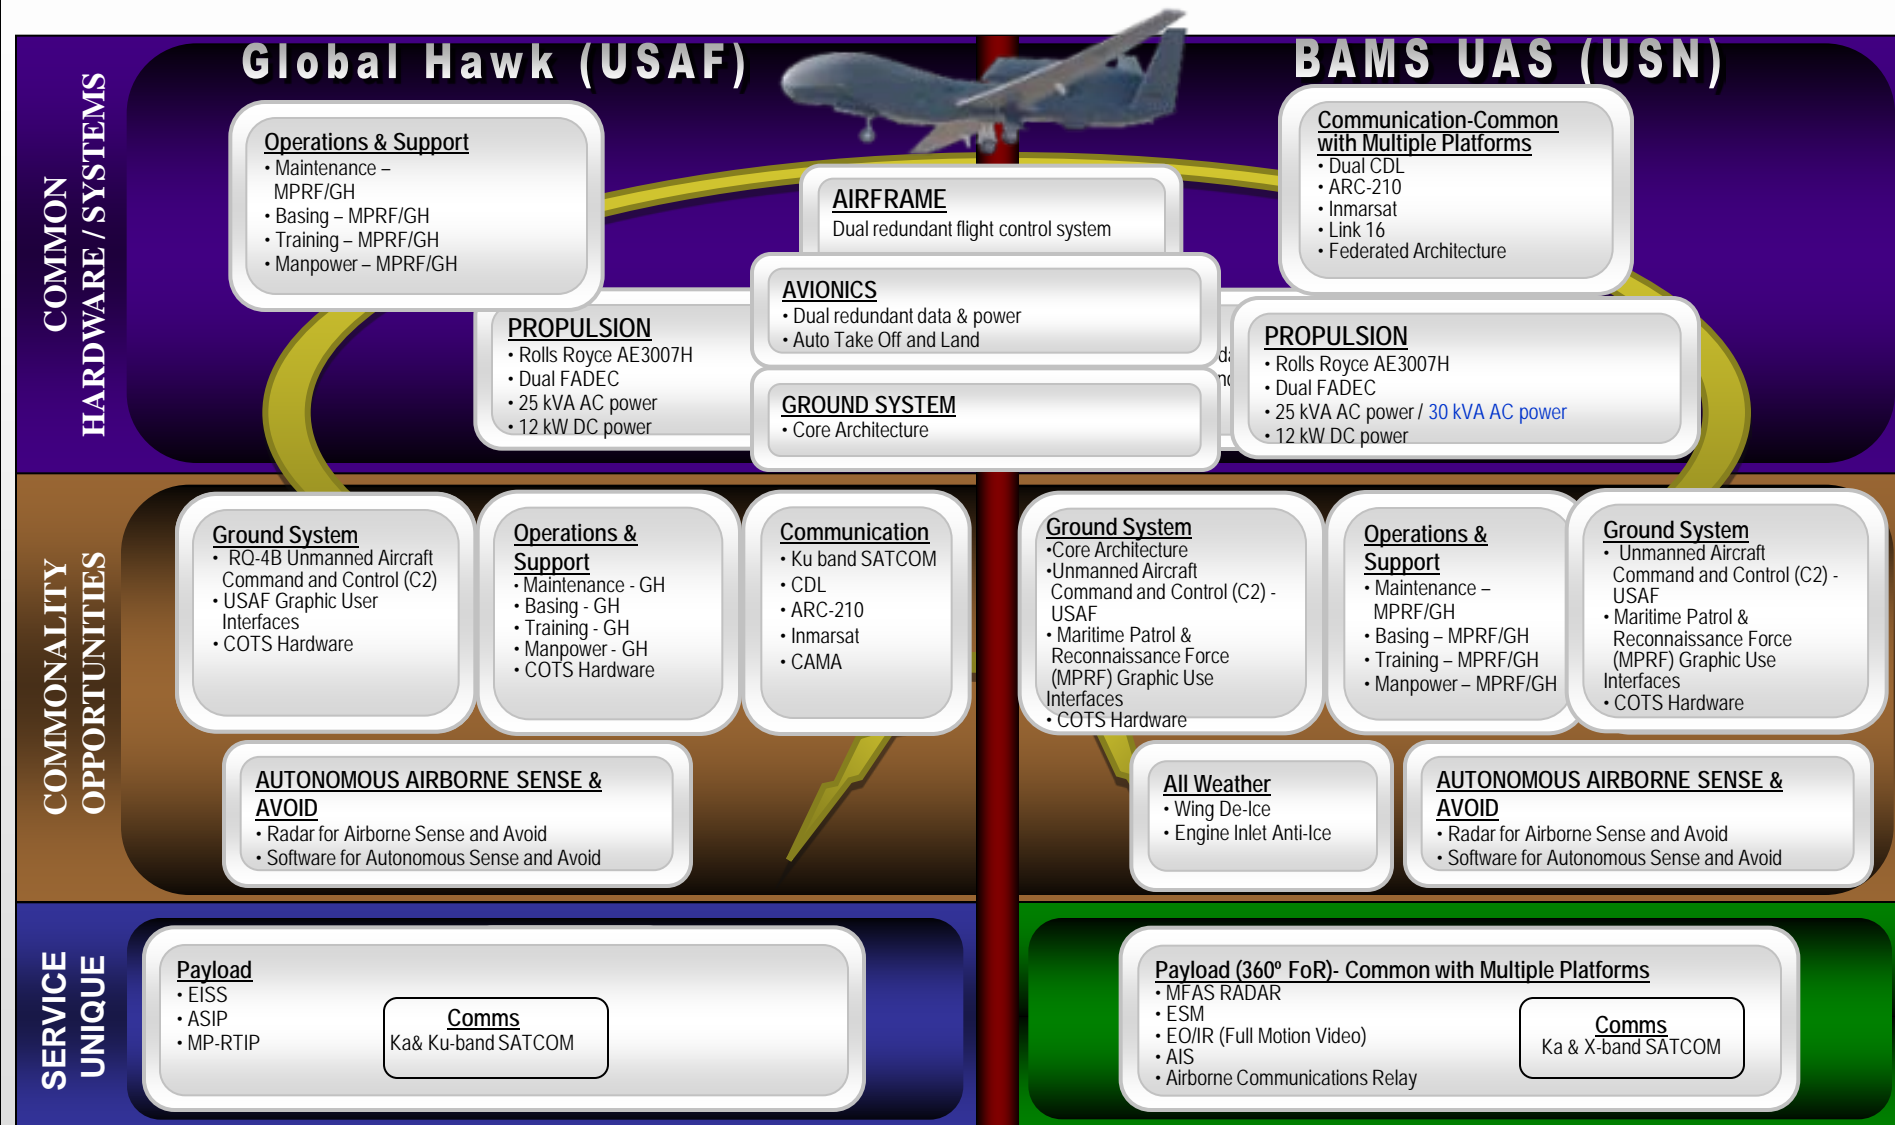 Global Hawk (USAF)
BAMS UAS (USN)
COMMON
HARDWARE / SYSTEMS
Operations & Support
• Maintenance –
MPRF/GH
• Basing – MPRF/GH
• Training – MPRF/GH
• Manpower – MPRF/GH
AIRFRAME
Dual redundant flight control system
Communication-Common
with Multiple Platforms
• Dual CDL
• ARC-210
• Inmarsat
• Link 16
• Federated Architecture
PROPULSION
• Rolls Royce AE3007H
• Dual FADEC
• 25 kVA AC power
• 12 kW DC power
AVIONICS
• Dual redundant data & power
• Auto Take Off and Land
GROUND SYSTEM
• Core Architecture
PROPULSION
• Rolls Royce AE3007H
• Dual FADEC
• 25 kVA AC power / 30 kVA AC power
• 12 kW DC power
COMMONALITY
OPPORTUNITIES
Ground System
• RQ-4B Unmanned Aircraft
Command and Control (C2)
• USAF Graphic User
Interfaces
• COTS Hardware
Operations &
Support
• Maintenance - GH
• Basing - GH
• Training - GH
• Manpower - GH
• COTS Hardware
Communication
• Ku band SATCOM
• CDL
• ARC-210
• Inmarsat
• CAMA
Ground System
•Core Architecture
•Unmanned Aircraft
Command and Control (C2) -
USAF
• Maritime Patrol &
Reconnaissance Force
(MPRF) Graphic Use
Interfaces
• COTS Hardware
Operations &
Support
• Maintenance –
MPRF/GH
• Basing – MPRF/GH
• Training – MPRF/GH
• Manpower – MPRF/GH
Ground System
• Unmanned Aircraft
Command and Control (C2) -
USAF
• Maritime Patrol &
Reconnaissance Force
(MPRF) Graphic Use
Interfaces
• COTS Hardware
AUTONOMOUS AIRBORNE SENSE &
AVOID
• Radar for Airborne Sense and Avoid
• Software for Autonomous Sense and Avoid
All Weather
• Wing De-Ice
• Engine Inlet Anti-Ice
AUTONOMOUS AIRBORNE SENSE &
AVOID
• Radar for Airborne Sense and Avoid
• Software for Autonomous Sense and Avoid
SERVICE
UNIQUE
Payload
• EISS
• ASIP
• MP-RTIP
Comms
Ka& Ku-band SATCOM
Payload (360º FoR)- Common with Multiple Platforms
• MFAS RADAR
• ESM
• EO/IR (Full Motion Video)
• AIS
• Airborne Communications Relay
Comms
Ka & X-band SATCOM